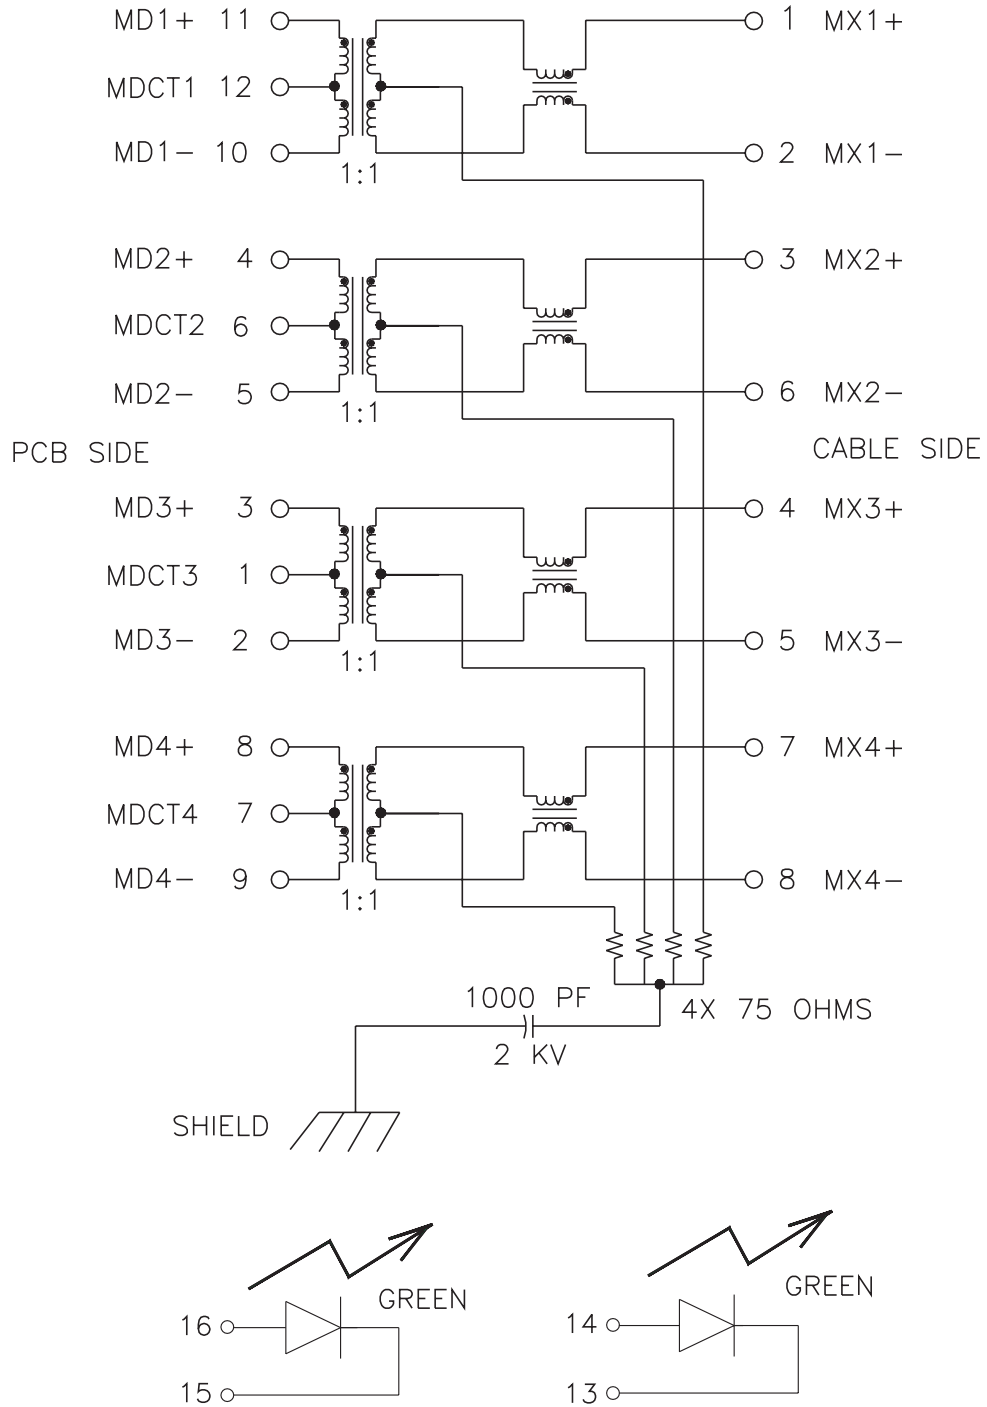 MD1+ 11 1 MX1+
MDCT1 12
MD1- 10 2 MX1-
1:1
MD2+ 4 3 MX2+
MDCT2 6
MD2- 5 6 MX2-
1:1
PCB SIDE CABLE SIDE
MD3+ 3 4 MX3+
MDCT3 1
MD3- 2 5 MX3-
1:1
MD4+ 8 7 MX4+
MDCT4 7
MD4- 9 8 MX4-
1:1
1000 PF
4X 75 OHMS
2 KV
SHIELD
GREEN
GREEN
16
14
15
13